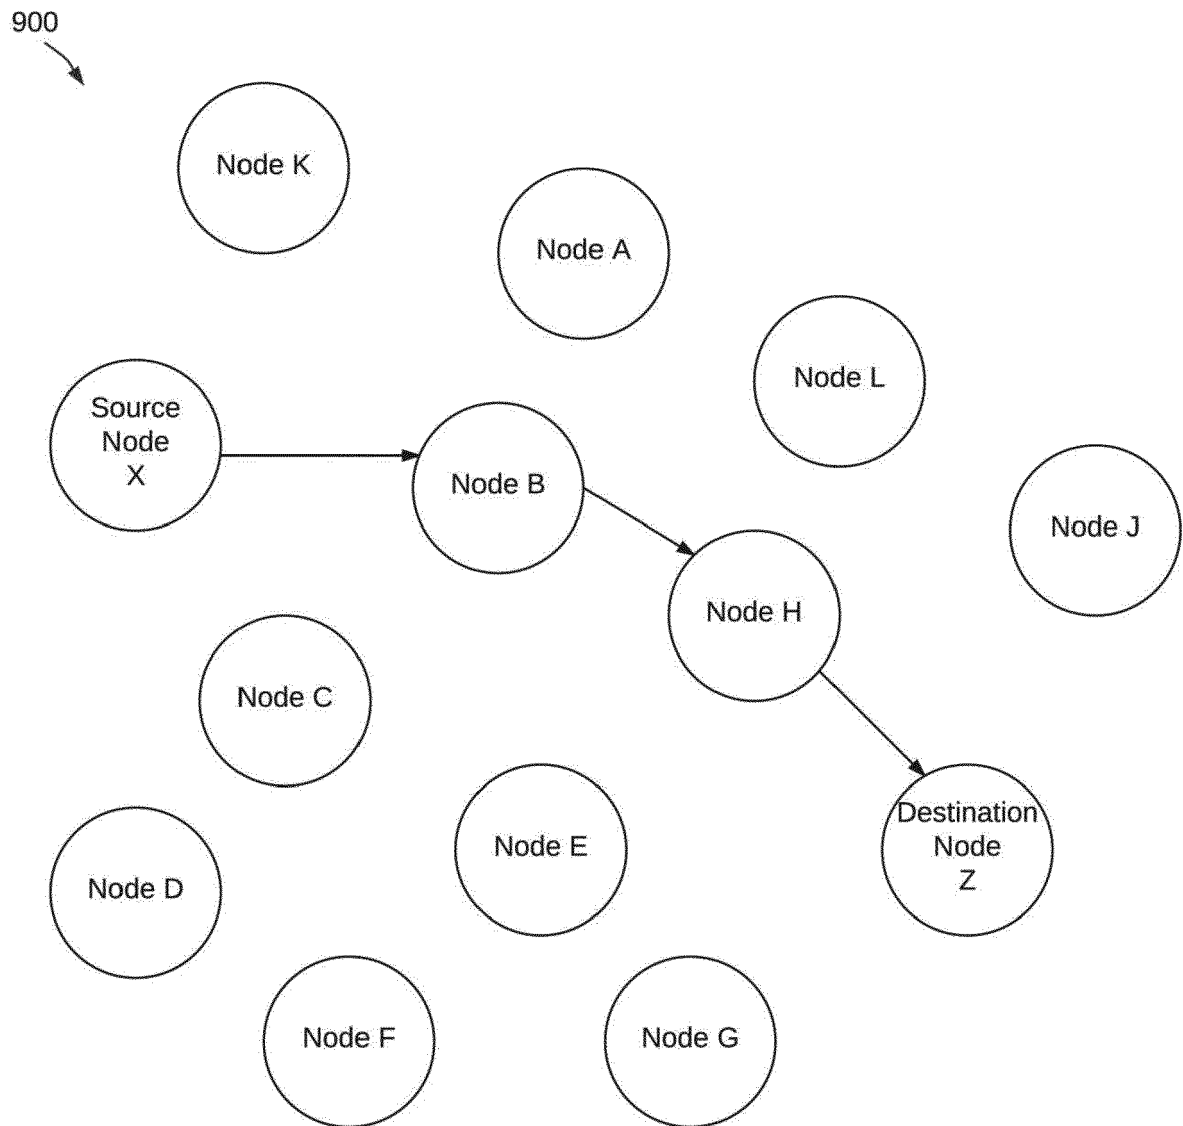 900
Node K
Node A
Node L
Source
Node
X
Node B
Node J
Node H
Node C
Destination
Node
Z
Node E
Node D
Node F
Node G